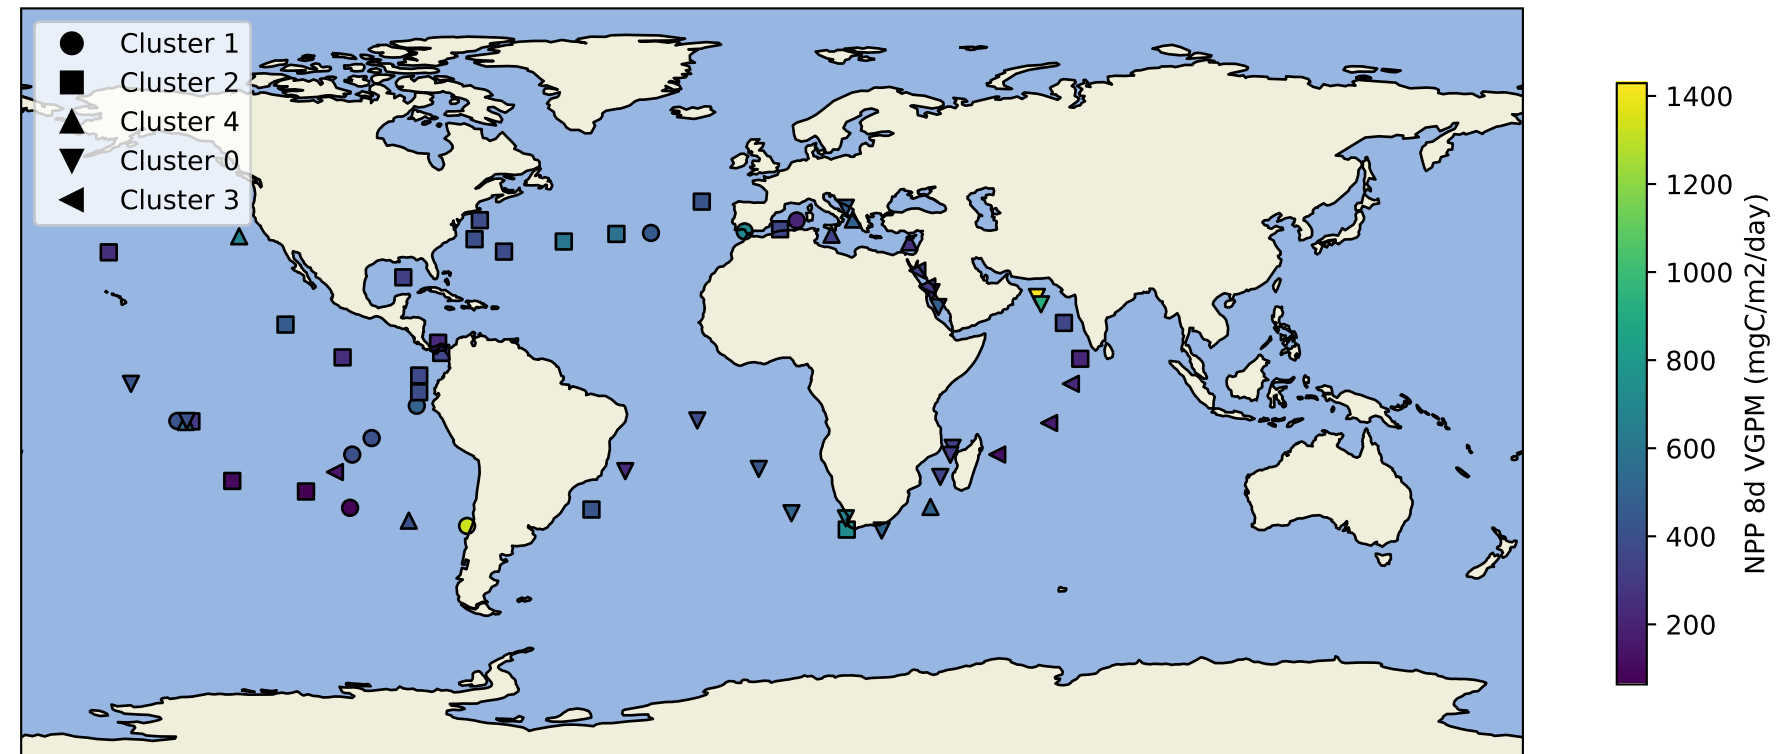 Cluster 1
Cluster 2
Cluster 4
Cluster 0
Cluster 3
1400
1200
1000
800
600
400
200
NPP 8d VGPM (mgC/m2/day)